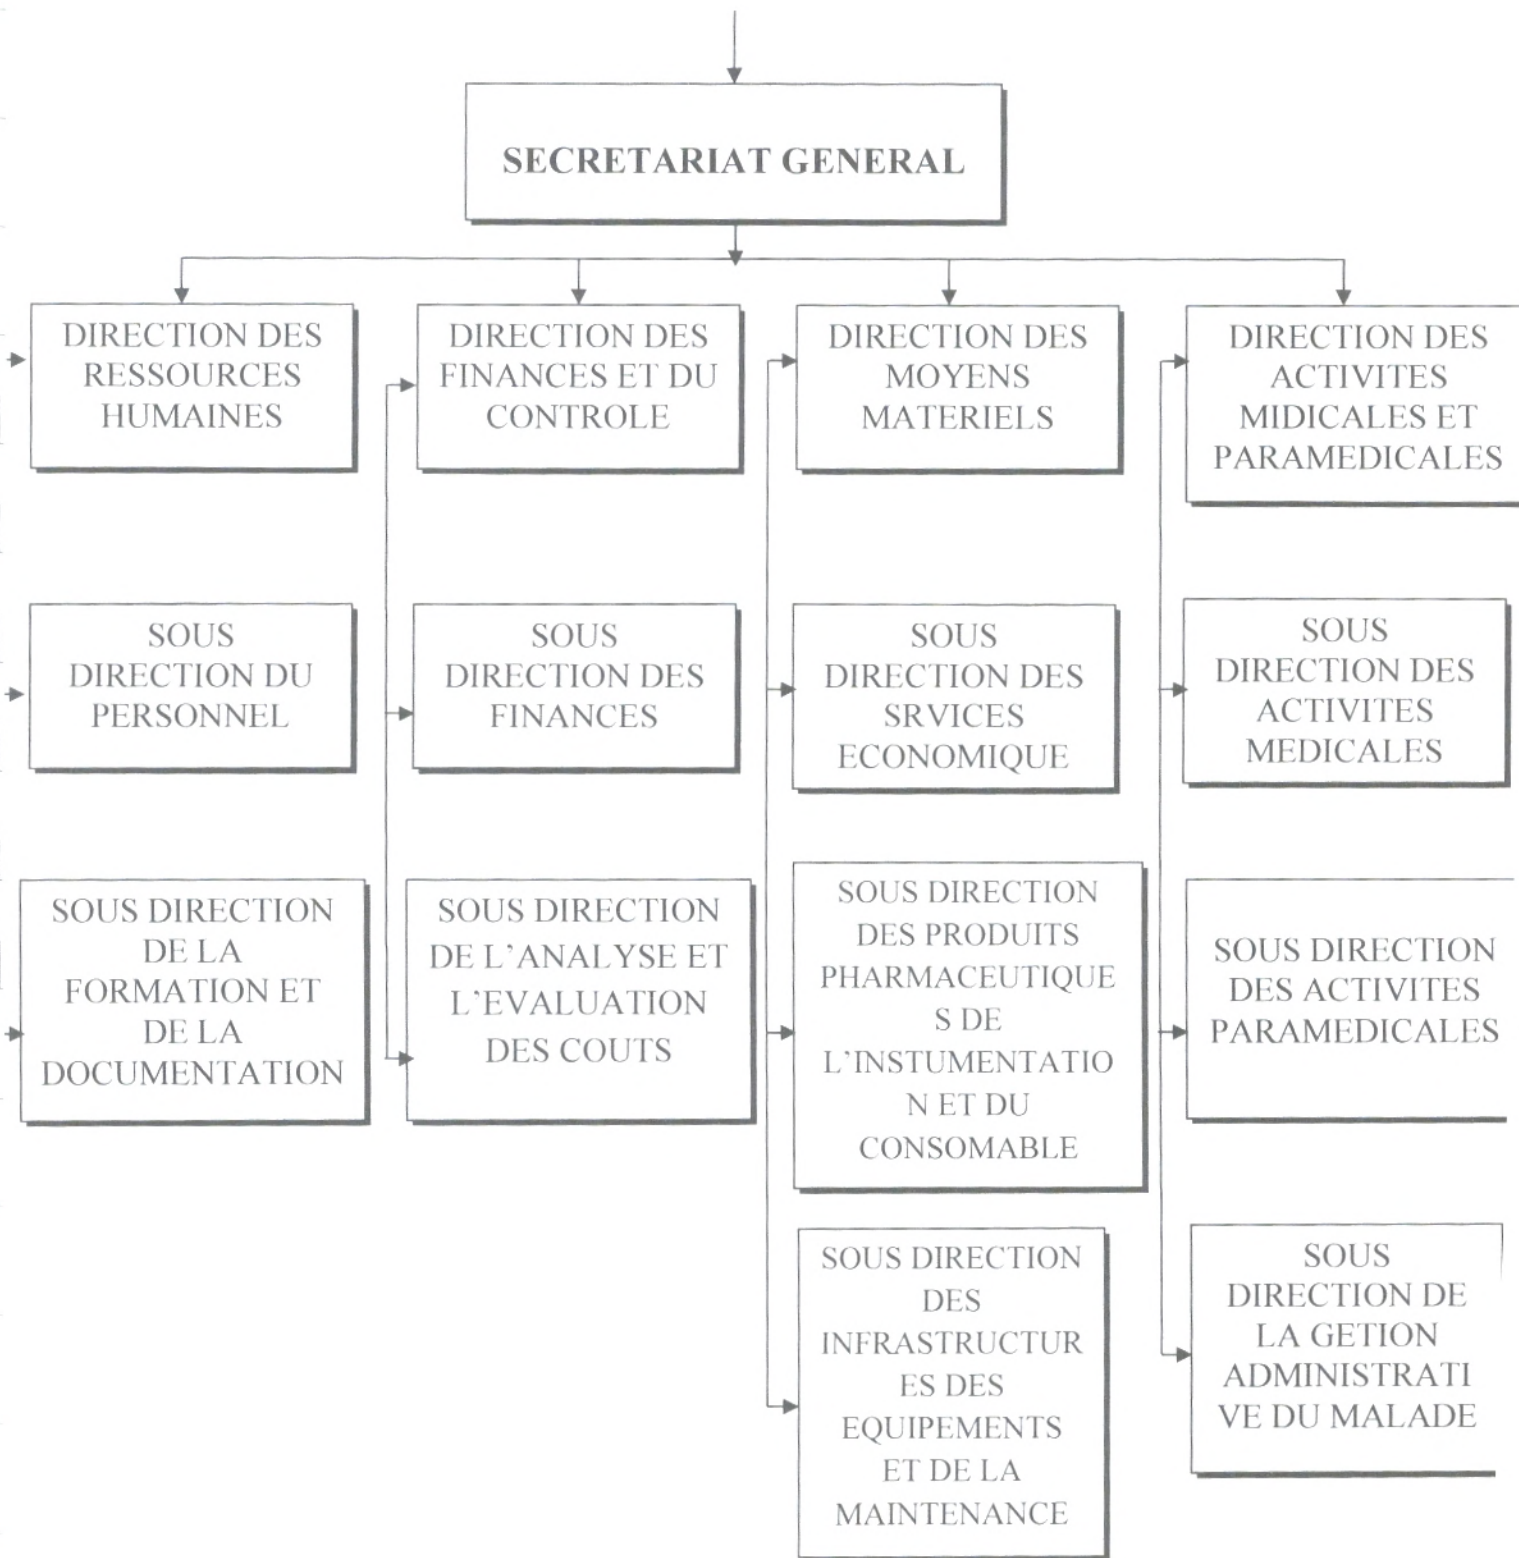 SECRETARIAT GENERAL
DIRECTION DES
RESSOURCES
HUMAINES
DIRECTION DES
FINANCES ET DU
CONTROLE
DIRECTION DES
MOYENS
MATERIELS
DIRECTION DES
ACTIVITES
MIDICALES ET
PARAMEDICALES
SOUS
DIRECTION DU
PERSONNEL
SOUS
DIRECTION DES
FINANCES
SOUS
DIRECTION DES
SRVICES
ECONOMIQUE
SOUS
DIRECTION DES
ACTIVITES
MEDICALES
SOUS DIRECTION
DE LA
FORMATION ET
DE LA
DOCUMENTATION
SOUS DIRECTION
DE L'ANALYSE ET
L'EVALUATION
DES COUTS
SOUS DIRECTION
DES PRODUITS
PHARMACEUTIQUE
S DE
L'INSTUMENTATIO
N ET DU
CONSOMABLE
SOUS DIRECTION
DES ACTIVITES
PARAMEDICALES
SOUS DIRECTION
DES
INFRASTRUCTUR
ES DES
EQUIPEMENTS
ET DE LA
MAINTENANCE
SOUS
DIRECTION DE
LA GETION
ADMINISTRATI
VE DU MALADE